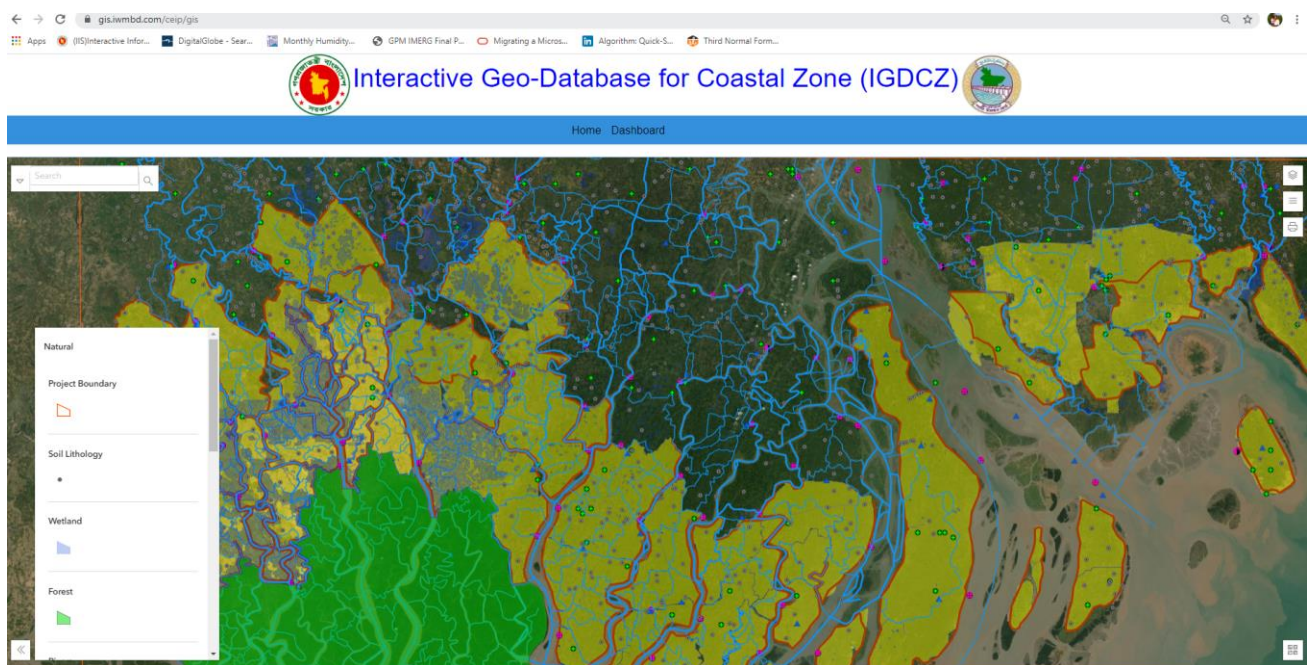 gis.iwmbd.com/ceip/gis
Apps (IIS)Interactive Infor... DigitalGlobe - Sear... Monthly Humidity... GPM IMERG Final P... Migrating a Micros... Algorithm: Quick-S... Third Normal Form...
Interactive Geo-Database for Coastal Zone (IGDCZ)
Home Dashboard
Search
Natural
Project Boundary
Soil Lithology
Wetland
Forest